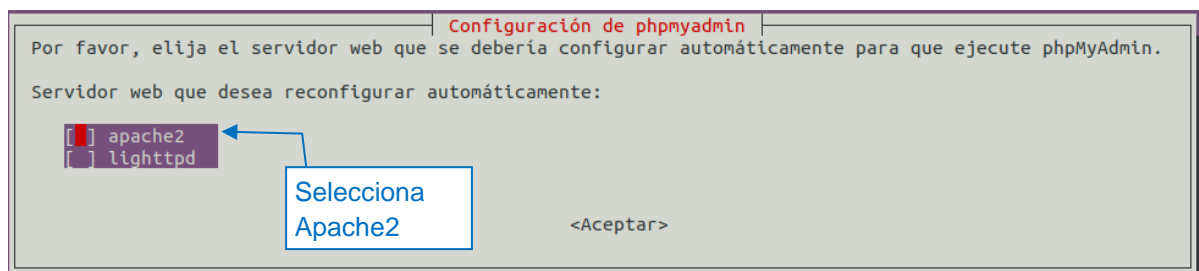 Configuración de phpmyadmin
Por favor, elija el servidor web que se debería configurar automáticamente para que ejecute phpMyAdmin.
Servidor web que desea reconfigurar automáticamente:
[ ] apache2
[ ] lighttpd
Selecciona
Apache2
<Aceptar>